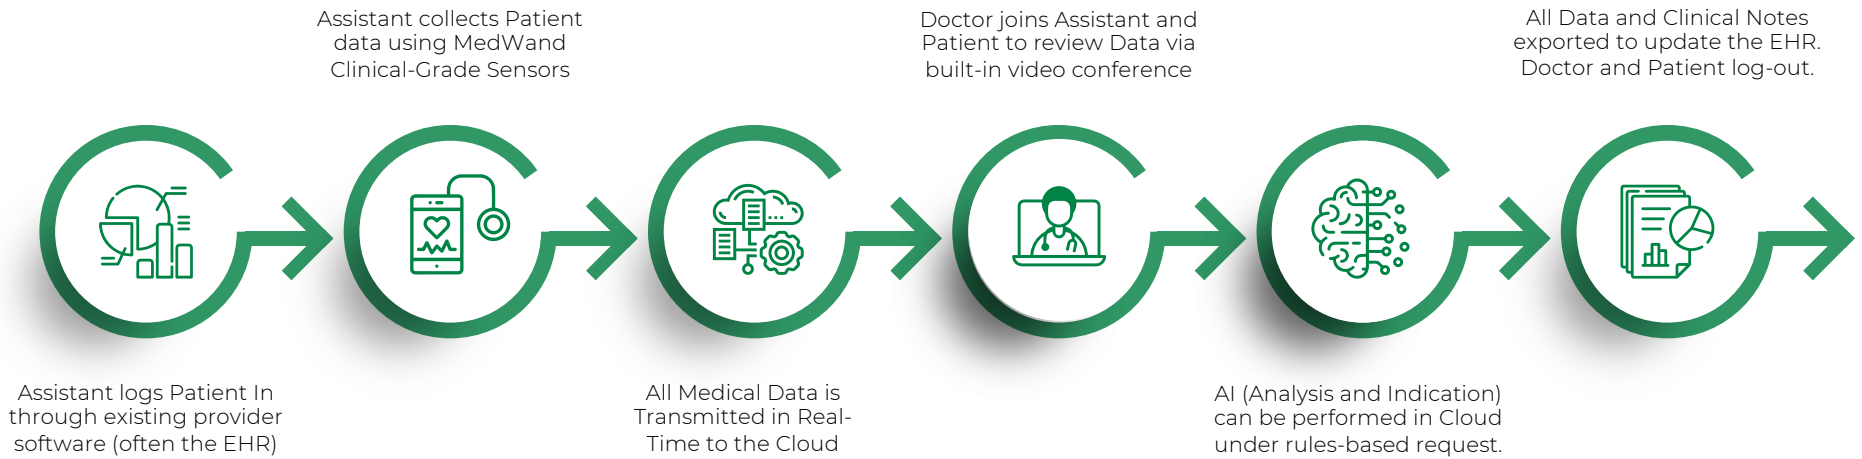 Assistant collects Patient
data using MedWand
Clinical-Grade Sensors
Doctor joins Assistant and
Patient to review Data via
built-in video conference
All Data and Clinical Notes
exported to update the EHR.
Doctor and Patient log-out.
Assistant logs Patient In
through existing provider
software (often the EHR)
All Medical Data is
Transmitted in Real-
Time to the Cloud
AI (Analysis and Indication)
can be performed in Cloud
under rules-based request.